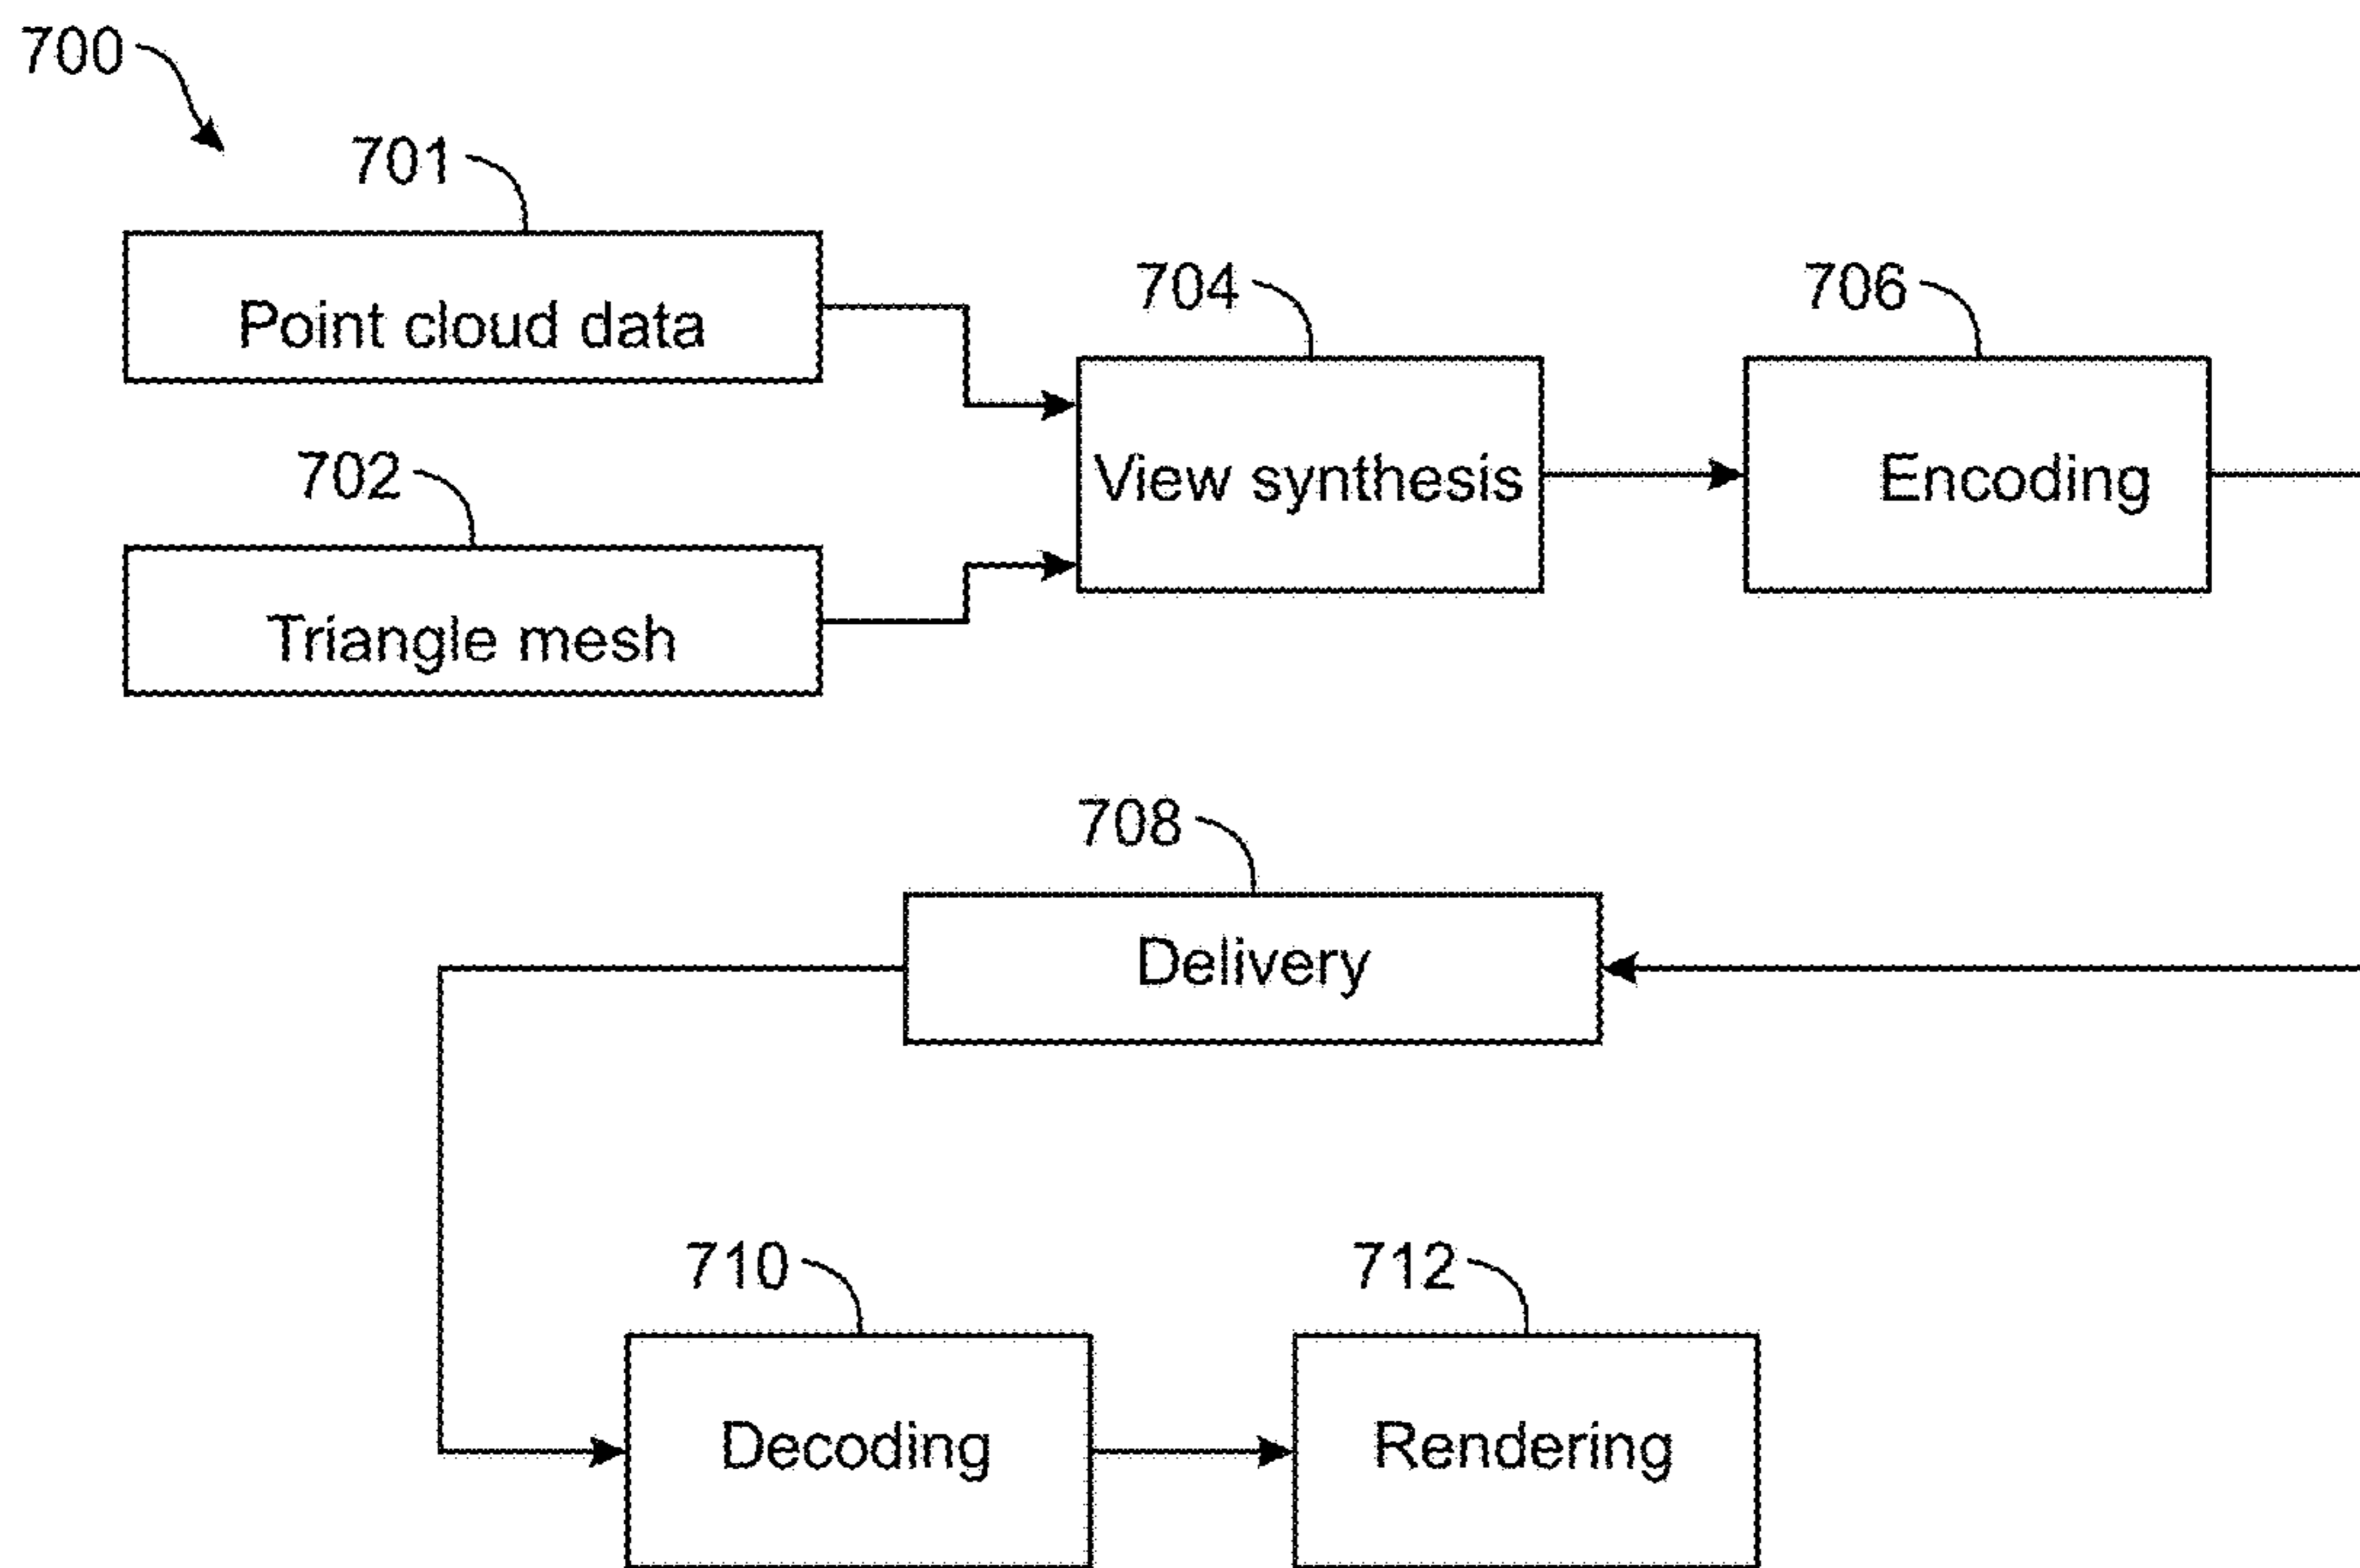 700
701
Point cloud data
702
Triangle mesh
704
View synthesis
706
Encoding
708
Delivery
710
Decoding
712
Rendering